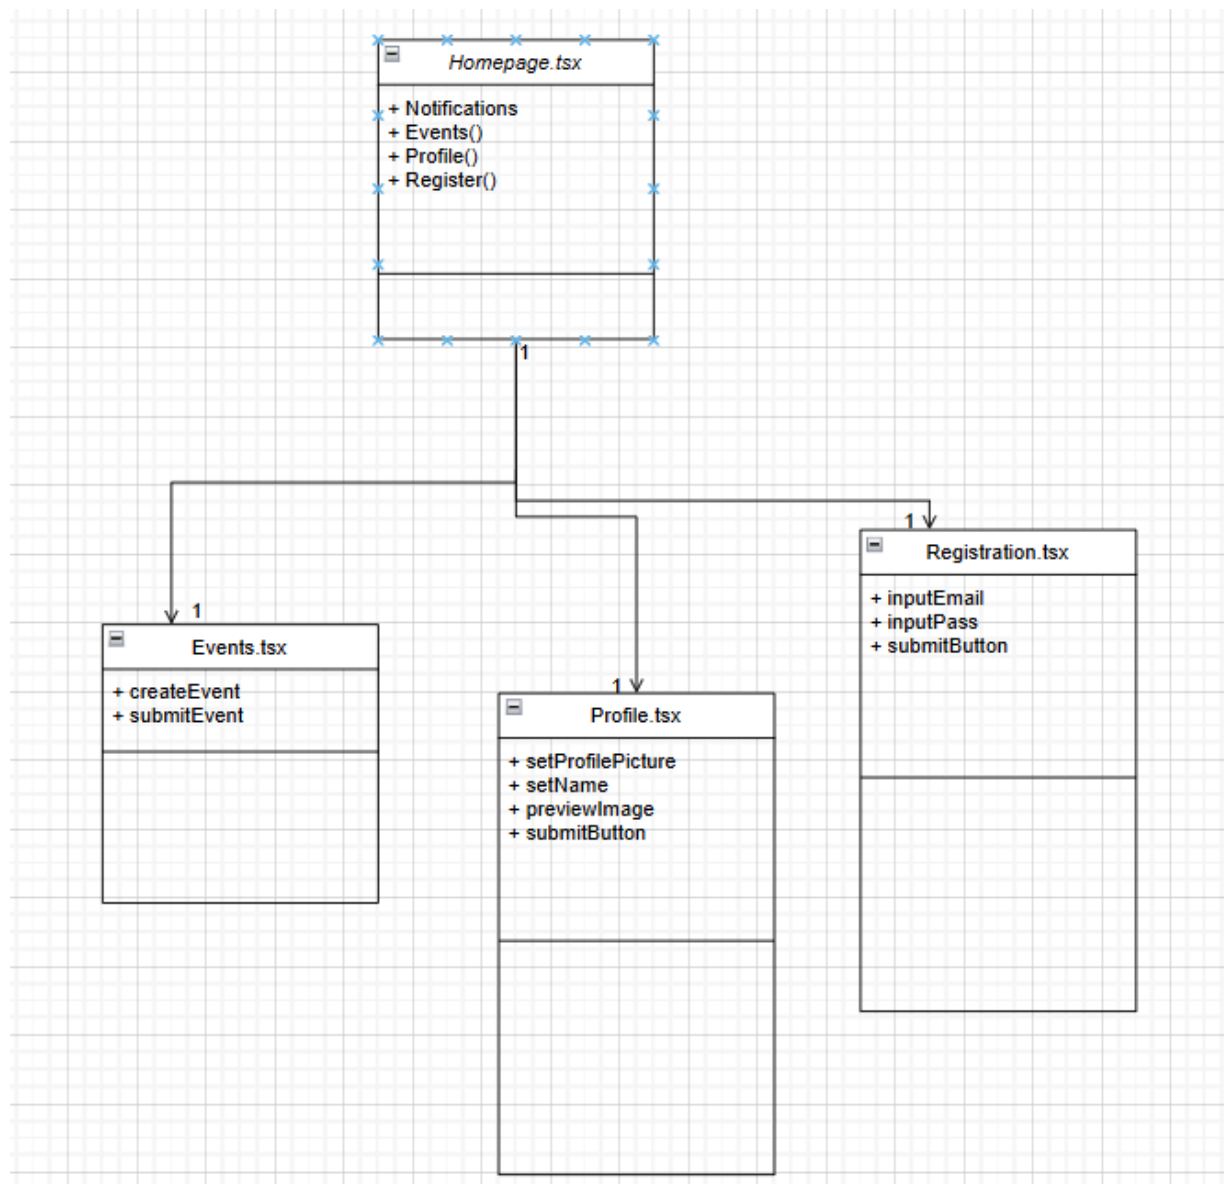 Homepage.tsx
+ Notifications
+ Events()
+ Profile()
+ Register()
1
1
Events.tsx
+ createEvent
+ submitEvent
1
Profile.tsx
+ setProfilePicture
+ setName
+ previewImage
+ submitButton
1
Registration.tsx
+ inputEmail
+ inputPass
+ submitButton